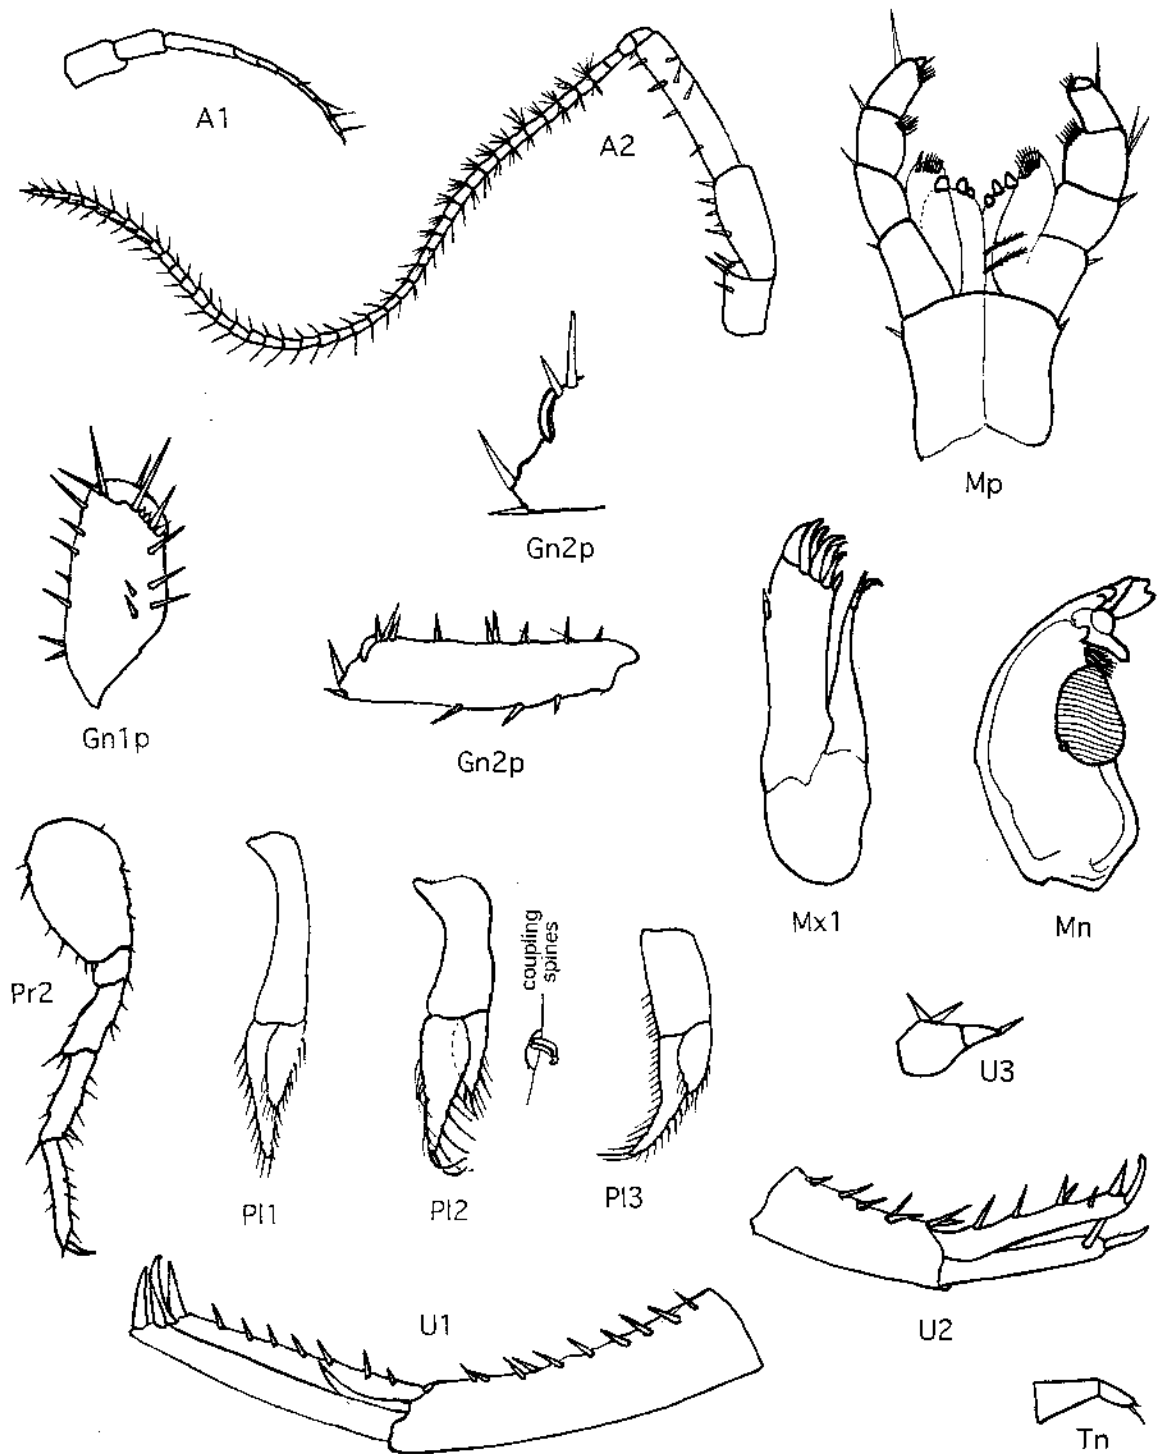 A1
A2
Mp
Gn2p
Gn1p
Gn2p
Mx1
Mn
Pr2
coupling
spines
U3
Pl1
Pl2
Pl3
U1
U2
Tn